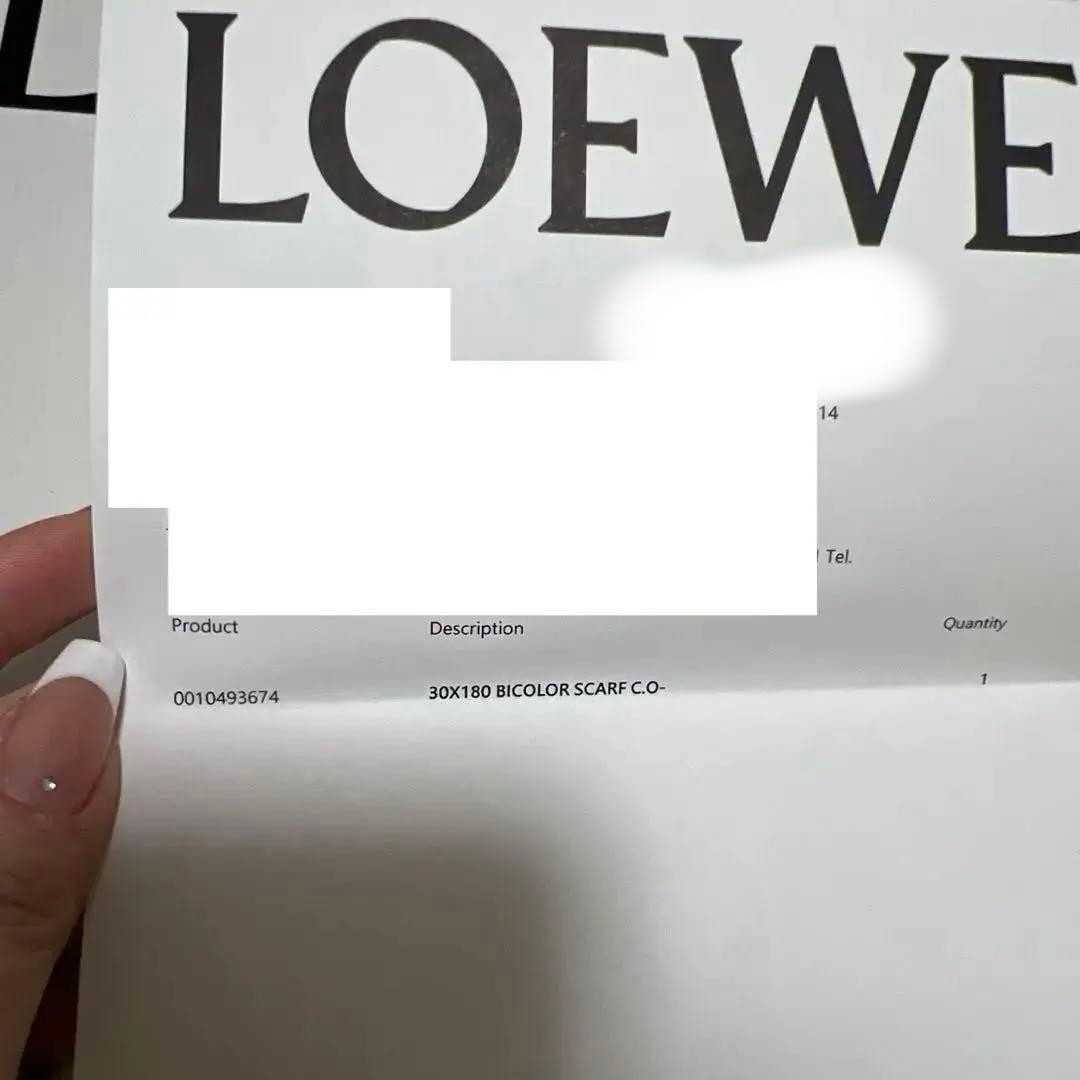 LOEWE
14
Tel.
Product Description Quantity
0010493674 30X180 BICOLOR SCARF C.O- 1